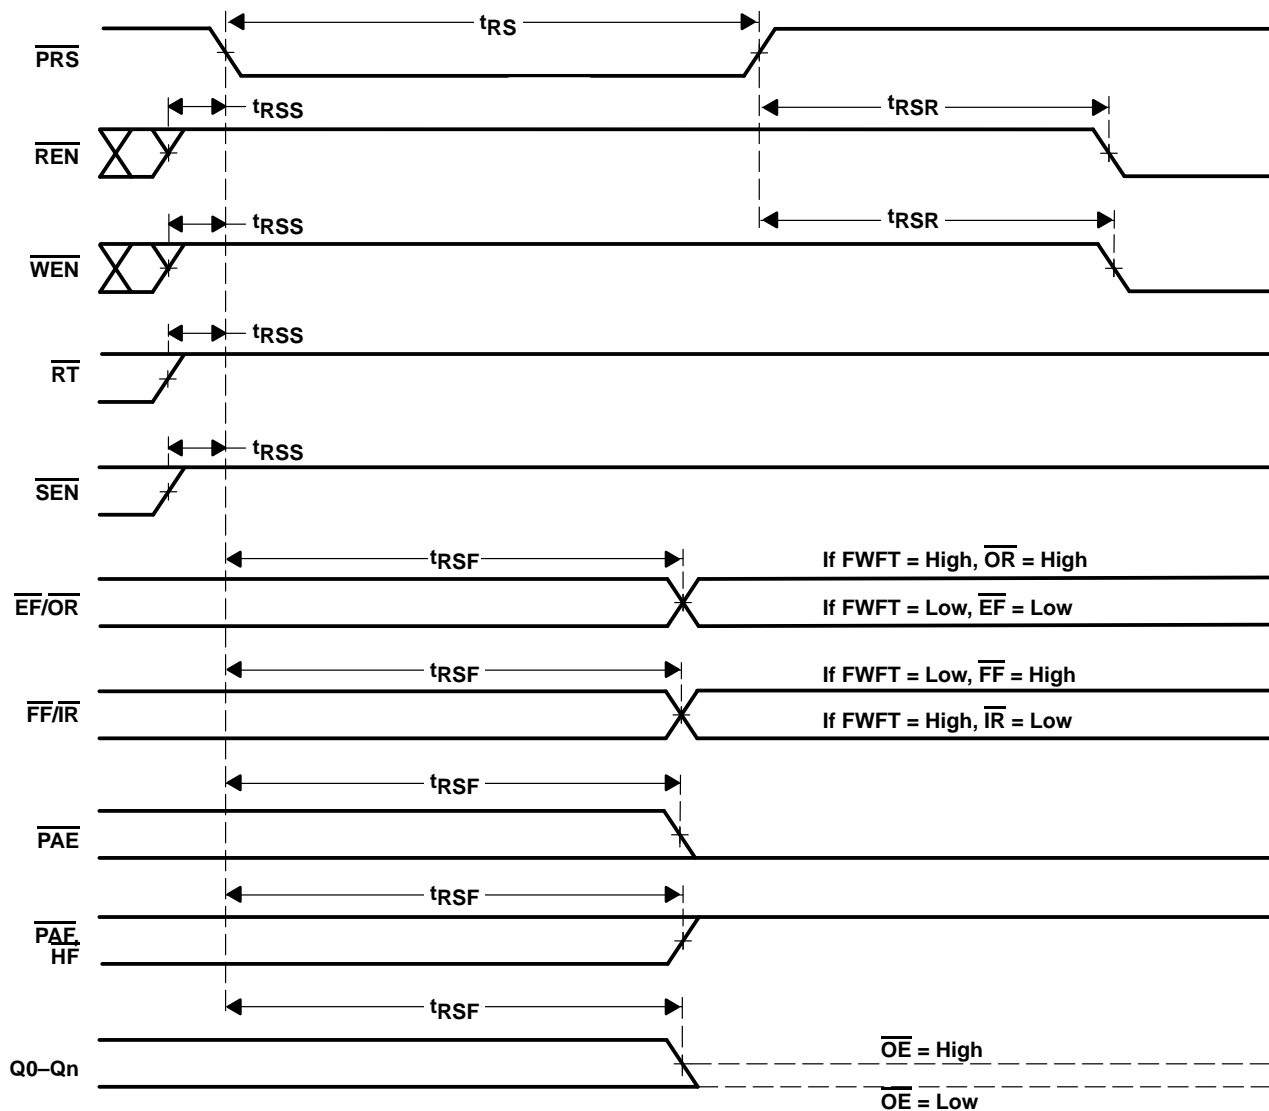 tRS
PRS
tRSS
tRSR
REN
tRSS
tRSR
WEN
tRSS
RT
tRSS
SEN
tRSF
If FWFT = High, OR = High
EF/OR
If FWFT = Low, EF = Low
tRSF
If FWFT = Low, FF = High
FF/IR
If FWFT = High, IR = Low
tRSF
PAE
tRSF
PAF,
HF
tRSF
OE = High
Q0–Qn
OE = Low